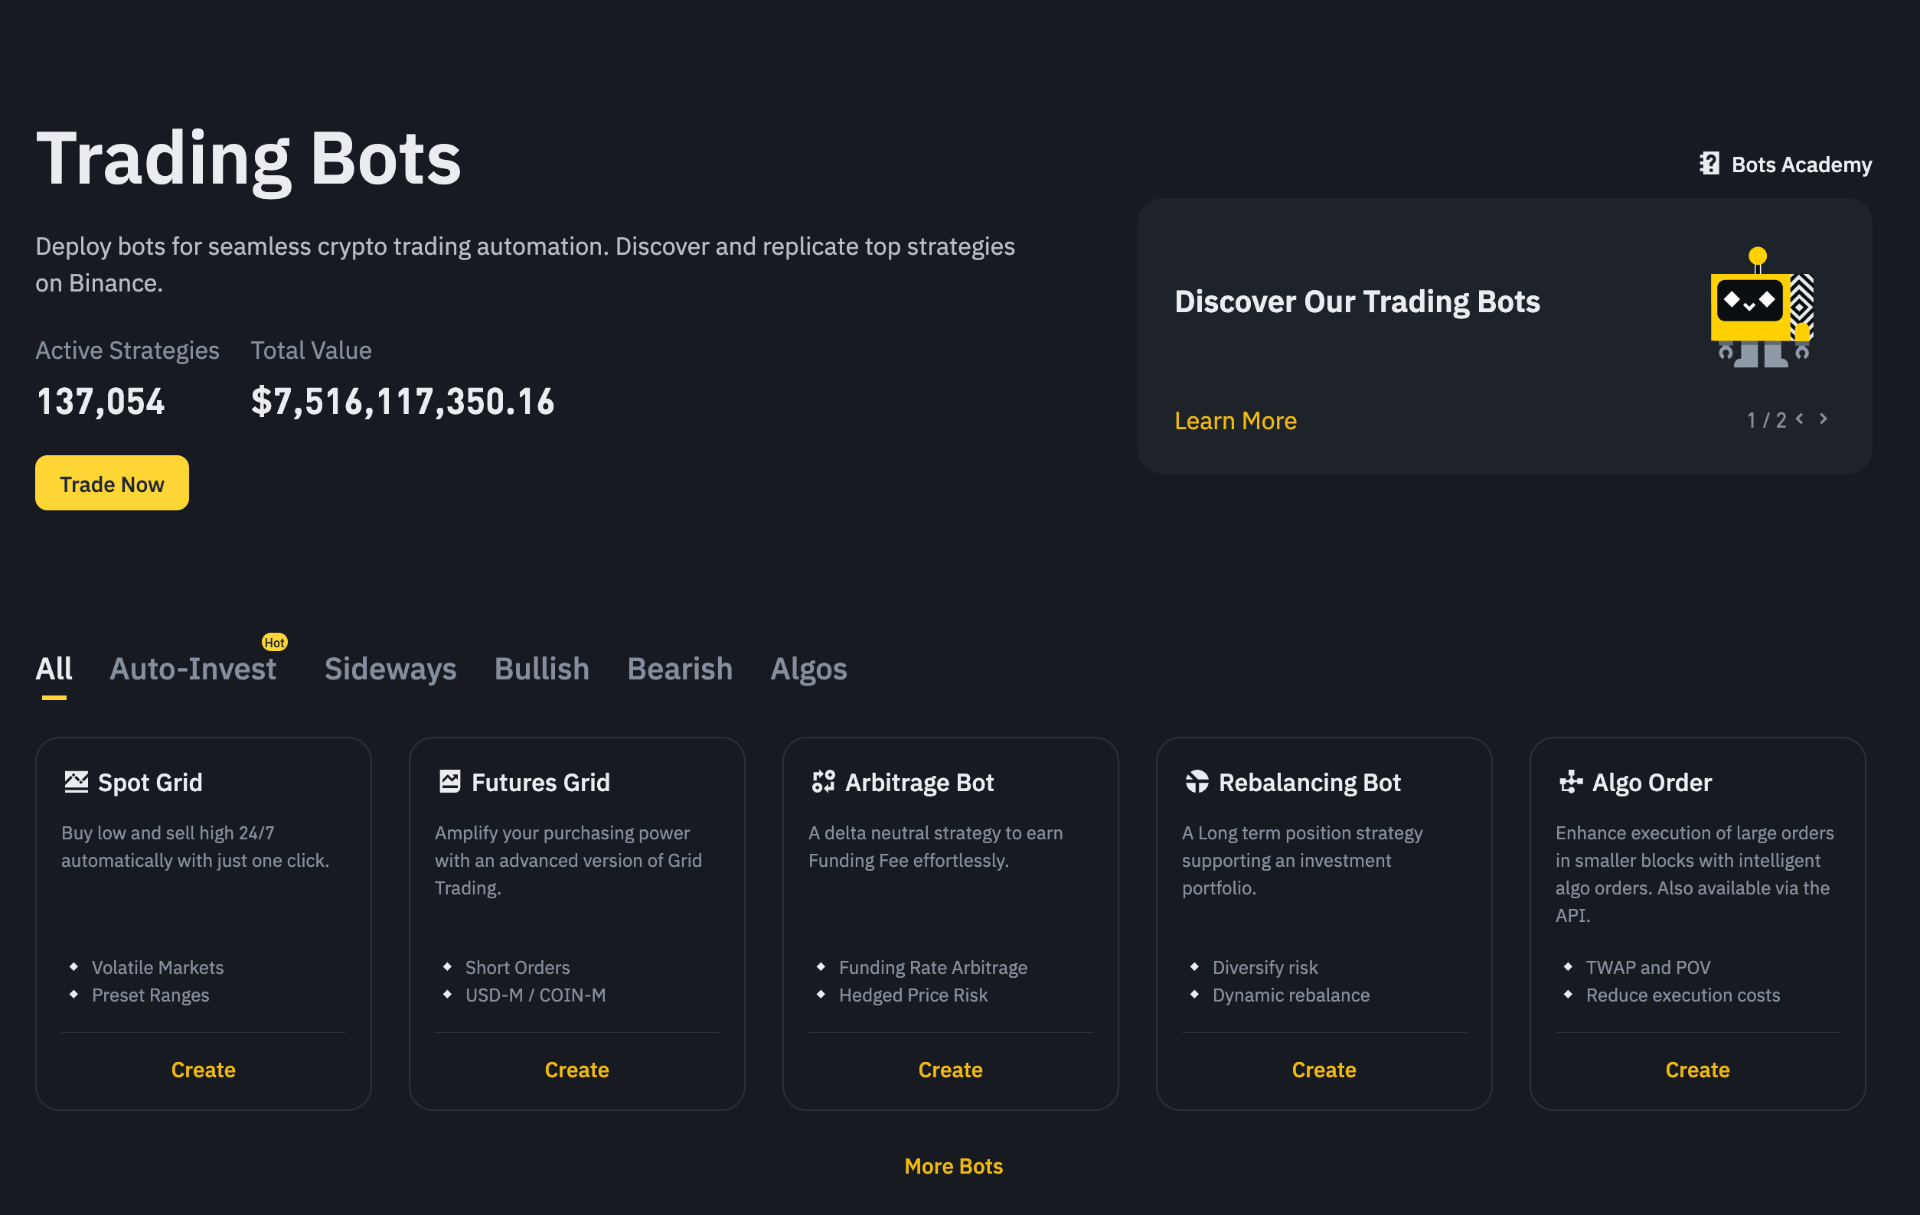 Trading Bots
Bots Academy
Deploy bots for seamless crypto trading automation. Discover and replicate top strategies
on Binance.
Active Strategies
Total Value
137,054
$7,516,117,350.16
Trade Now
Discover Our Trading Bots
Learn More
1 / 2 < >
All
Auto-Invest
Hot
Sideways
Bullish
Bearish
Algos
Spot Grid
Buy low and sell high 24/7
automatically with just one click.
Volatile Markets
Preset Ranges
Create
Futures Grid
Amplify your purchasing power
with an advanced version of Grid
Trading.
Short Orders
USD-M / COIN-M
Create
Arbitrage Bot
A delta neutral strategy to earn
Funding Fee effortlessly.
Funding Rate Arbitrage
Hedged Price Risk
Create
Rebalancing Bot
A Long term position strategy
supporting an investment
portfolio.
Diversify risk
Dynamic rebalance
Create
Algo Order
Enhance execution of large orders
in smaller blocks with intelligent
algo orders. Also available via the
API.
TWAP and POV
Reduce execution costs
Create
More Bots